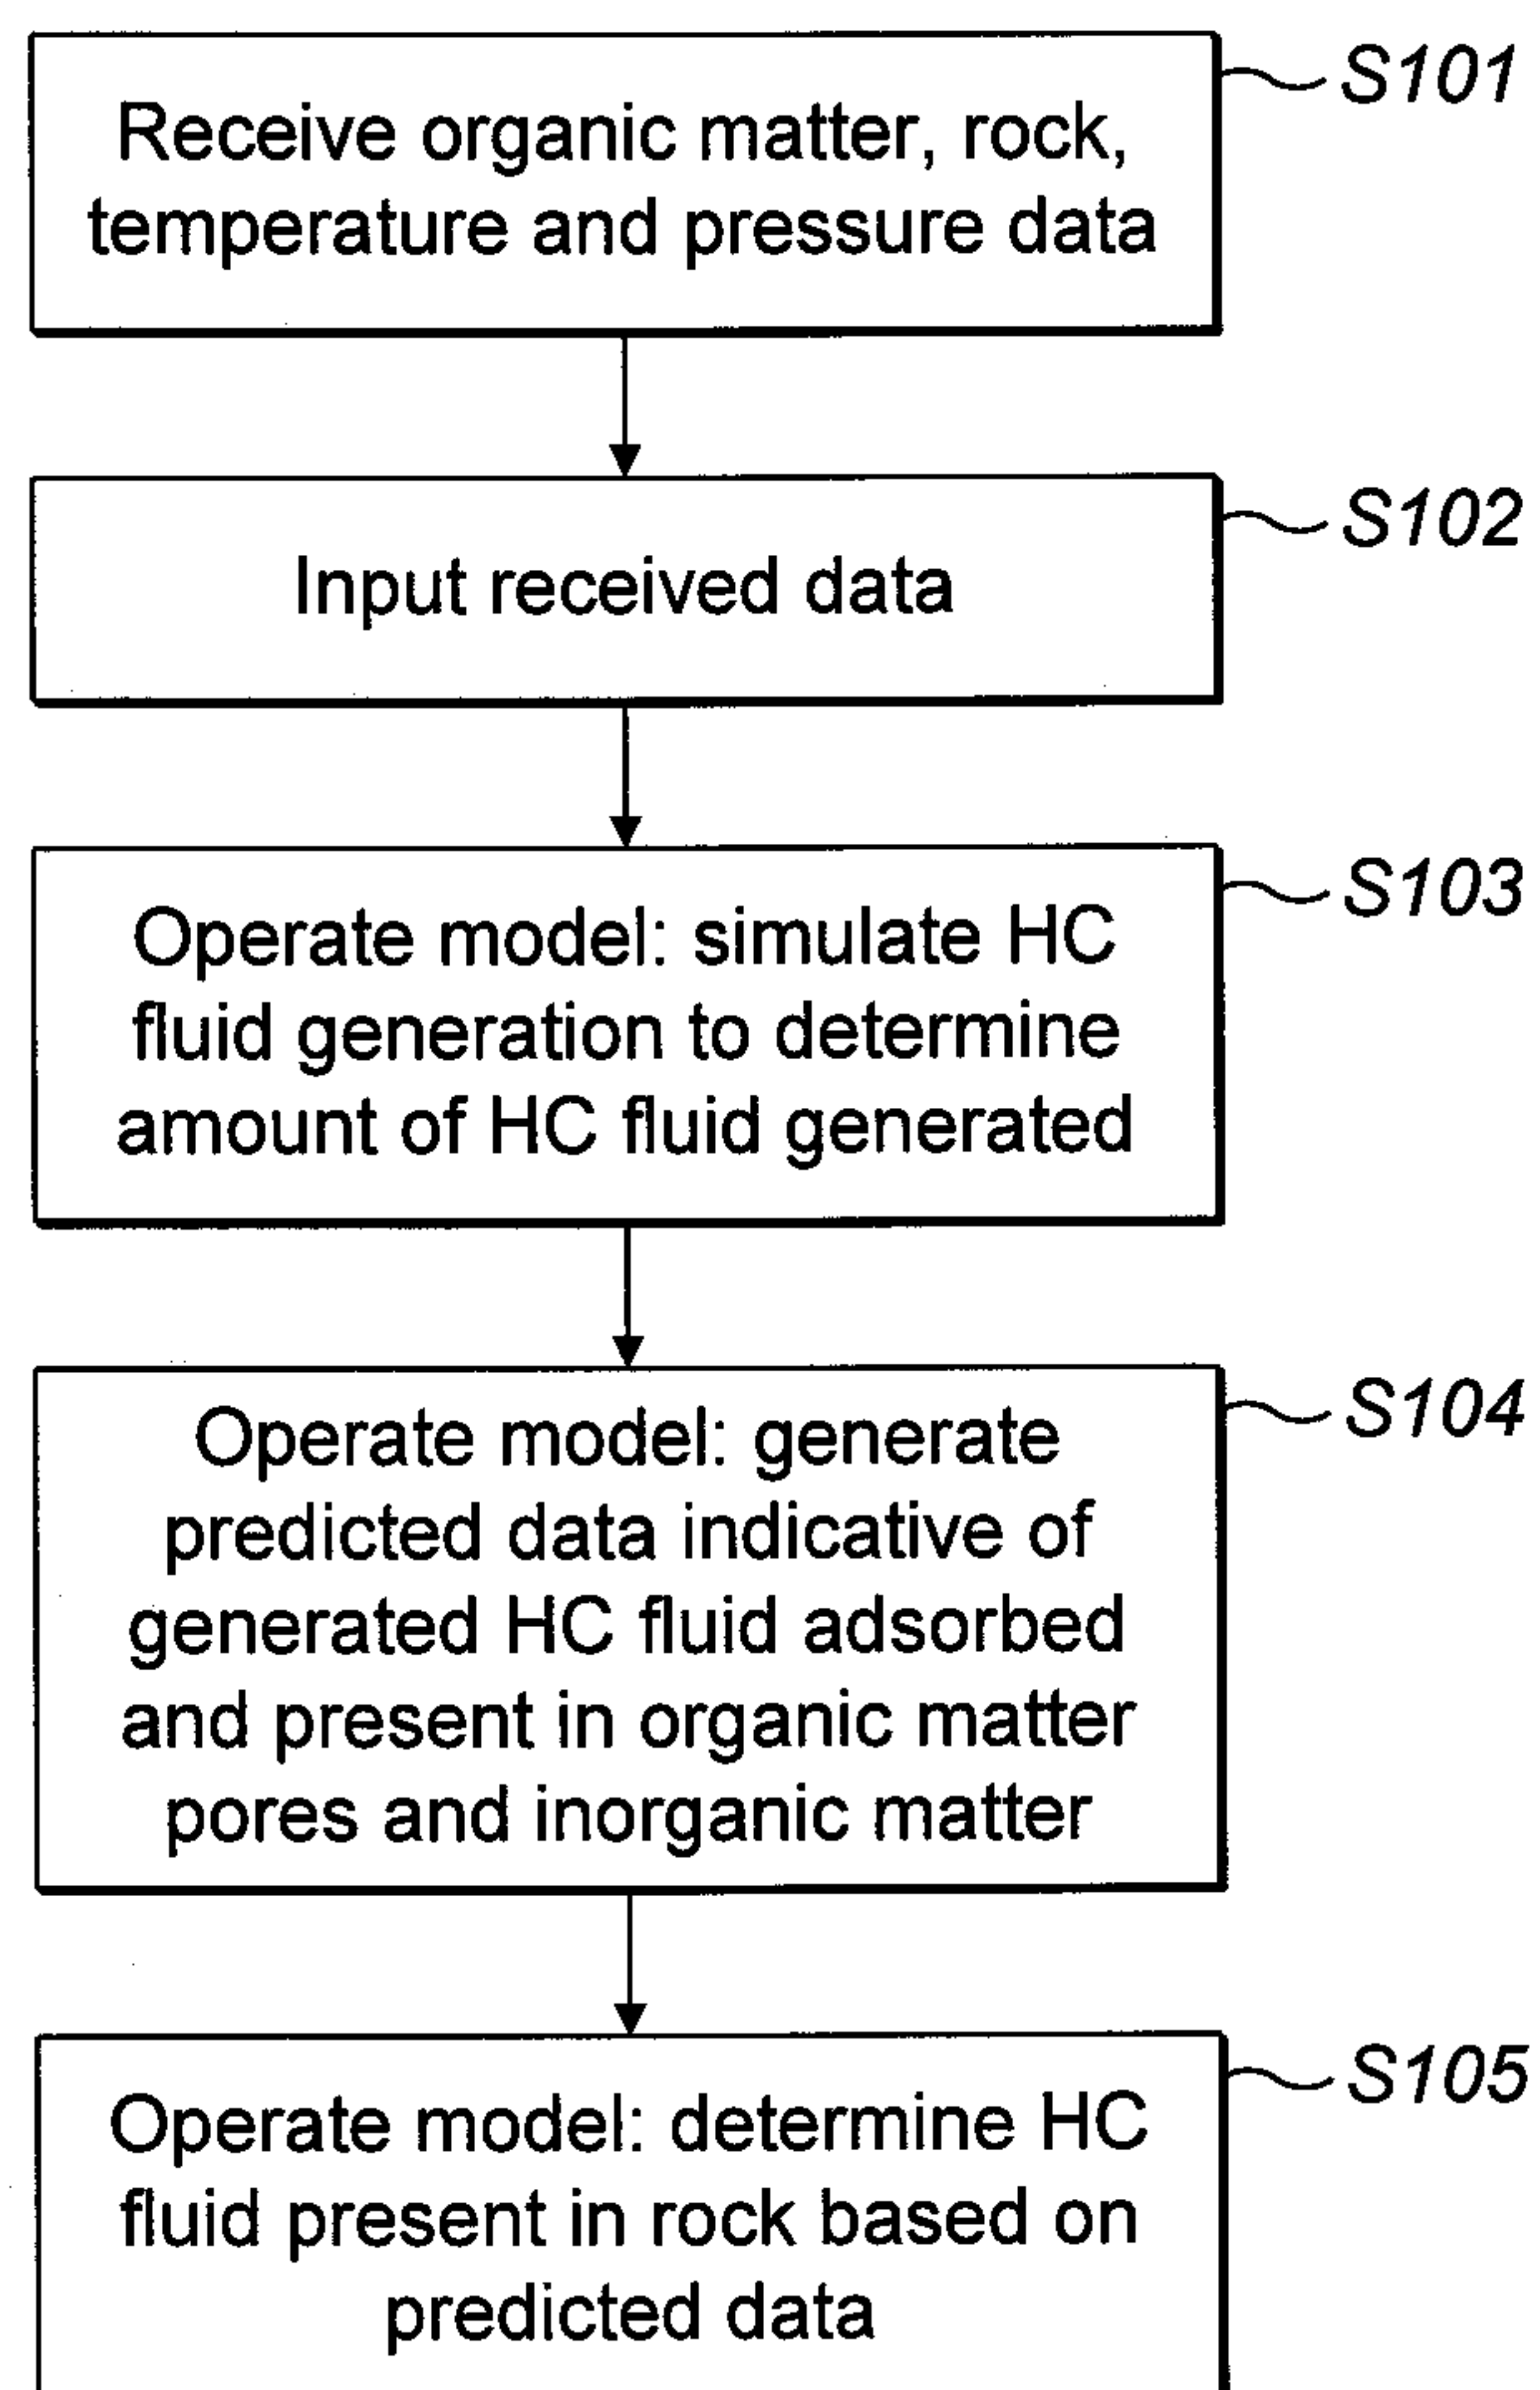 S101
Receive organic matter, rock,
temperature and pressure data
S102
Input received data
S103
Operate model: simulate HC
fluid generation to determine
amount of HC fluid generated
S104
Operate model: generate
predicted data indicative of
generated HC fluid adsorbed
and present in organic matter
pores and inorganic matter
S105
Operate model: determine HC
fluid present in rock based on
predicted data